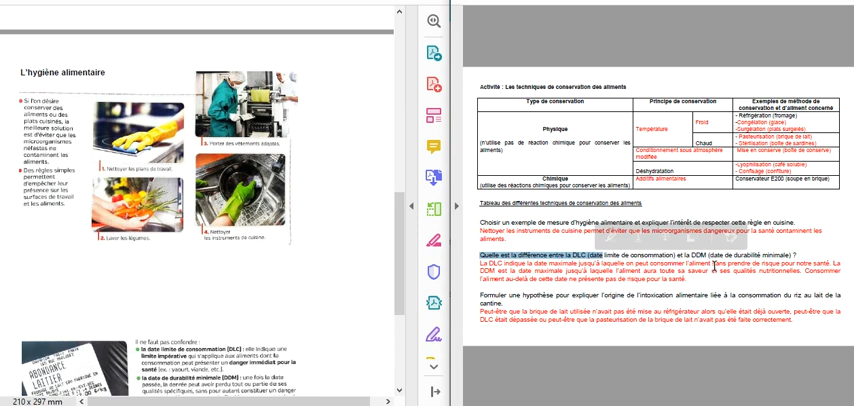 L'hygiène alimentaire
Si l'on désire
conserver des
aliments ou des
plats cuisinés, la
meilleure solution
est d'éviter que les
microorganismes
néfastes ne
contaminent les
aliments.
Des règles simples
permettent
d'empêcher leur
présence sur les
surfaces de travail
et les aliments.
1. Nettoyer les plans de travail.
2. Laver les légumes.
3. Porter des vêtements adaptés.
4. Nettoyer
les instruments de cuisine.
ABONDANCE
LAITIER
Il ne faut pas confondre :
la date limite de consommation [DLC] : elle indique une
limite impérative qui s'applique aux aliments dont la
consommation peut présenter un danger immédiat pour la
santé (ex. : yaourt, viande, etc.).
la date de durabilité minimale [DDM] : une fois la date
passée, la denrée peut avoir perdu tout ou partie de ses
qualités spécifiques, sans pour autant constituer un danger
210 x 297 mm
Activité : Les techniques de conservation des aliments
Type de conservation
Principe de conservation
Exemples de méthode de
conservation et d'aliment concerné
Physique
(n'utilise pas de réaction chimique pour conserver les
aliments)
Température
Froid
- Réfrigération (fromage)
-Congélation (glace)
-Surgélation (plats surgelés)
Chaud
- Pasteurisation (brique de lait)
- Stérilisation (boîte de sardines)
Conditionnement sous atmosphère
modifiée
-Mise en conserve (boîte de conserve)
Déshydratation
-Lyophilisation (café soluble)
- Confisage (confiture)
Chimique
(utilise des réactions chimiques pour conserver les aliments)
Additifs alimentaires
Conservateur E200 (soupe en brique)
Tableau des différentes techniques de conservation des aliments
Choisir un exemple de mesure d'hygiène alimentaire et expliquer l'intérêt de respecter cette règle en cuisine.
Nettoyer les instruments de cuisine permet d'éviter que les microorganismes dangereux pour la santé contaminent les
aliments.
Quelle est la différence entre la DLC (date limite de consommation) et la DDM (date de durabilité minimale) ?
La DLC indique la date maximale jusqu'à laquelle on peut consommer l'aliment sans prendre de risque pour notre santé. La
DDM est la date maximale jusqu'à laquelle l'aliment aura toute sa saveur et ses qualités nutritionnelles. Consommer
l'aliment au-delà de cette date ne présente pas de risque pour la santé.
Formuler une hypothèse pour expliquer l'origine de l'intoxication alimentaire liée à la consommation du riz au lait de la
cantine.
Peut-être que la brique de lait utilisée n'avait pas été mise au réfrigérateur alors qu'elle était déjà ouverte, peut-être que la
DLC était dépassée ou peut-être que la pasteurisation de la brique de lait n'avait pas été faite correctement.